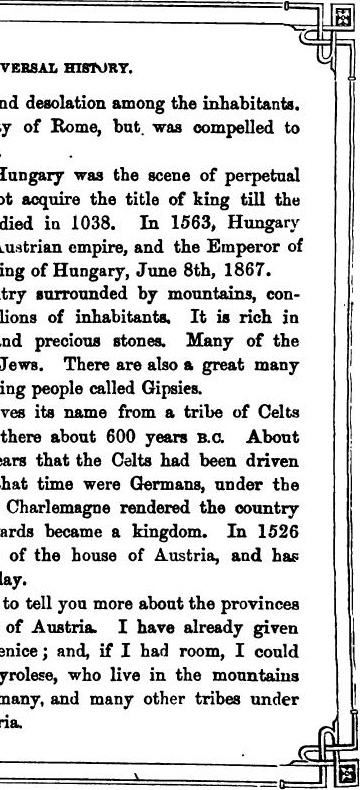 VERSAL HISTORY.
nd desolation among the inhabitants.
y of Rome, but was compelled to
Hungary was the scene of perpetual
ot acquire the title of king till the
died in 1038. In 1563, Hungary
Austrian empire, and the Emperor of
ing of Hungary, June 8th, 1867.
try surrounded by mountains, con-
lions of inhabitants. It is rich in
nd precious stones. Many of the
Jews. There are also a great many
ing people called Gipsies.
ves its name from a tribe of Celts
there about 600 years B.C. About
ears that the Celts had been driven
hat time were Germans, under the
Charlemagne rendered the country
ards became a kingdom. In 1526
of the house of Austria, and has
lay.
to tell you more about the provinces
of Austria. I have already given
enice; and, if I had room, I could
yrolese, who live in the mountains
many, and many other tribes under
ria.